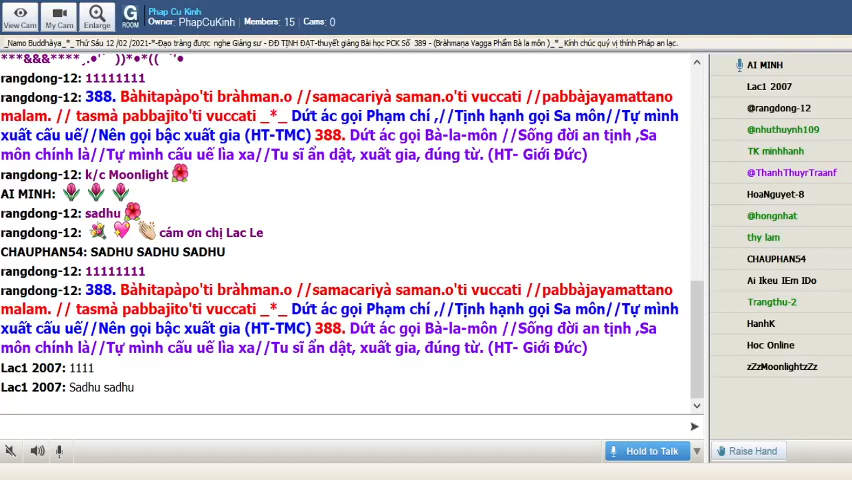 View Cam
My Cam
Enlarge
G
ROOM
Phap Cu Kinh
Owner: PhapCuKinh Members: 15 Cams: 0
_Namo Buddhàya_*_ Thứ Sáu 12 /02 /2021-*-Đạo tràng được nghe Giảng sư - ĐĐ TỊNH ĐẠT-thuyết giảng Bài học PCK Số 389 - (Bràhmaṇa Vagga Phẩm Bà la môn )_*_ Kính chúc quý vị thính Pháp an lạc.
rangdong-12: 11111111
rangdong-12: 388. Bàhitapàpo'ti bràhman.o //samacariyà saman.o'ti vuccati //pabbàjayamattano
malam. // tasmà pabbajito'ti vuccati _*_ Dứt ác gọi Phạm chí ,//Tịnh hạnh gọi Sa môn//Tự mình
xuất cấu uế//Nên gọi bậc xuất gia (HT-TMC) 388. Dứt ác gọi Bà-la-môn //Sống đời an tịnh ,Sa
môn chính là//Tự mình cấu uế lìa xa//Tu sĩ ẩn dật, xuất gia, đúng từ. (HT- Giới Đức)
rangdong-12: k/c Moonlight
AI MINH:
rangdong-12: sadhu
rangdong-12: cám ơn chị Lac Le
CHAUPHAN54: SADHU SADHU SADHU
rangdong-12: 11111111
rangdong-12: 388. Bàhitapàpo'ti bràhman.o //samacariyà saman.o'ti vuccati //pabbàjayamattano
malam. // tasmà pabbajito'ti vuccati _*_ Dứt ác gọi Phạm chí ,//Tịnh hạnh gọi Sa môn//Tự mình
xuất cấu uế//Nên gọi bậc xuất gia (HT-TMC) 388. Dứt ác gọi Bà-la-môn //Sống đời an tịnh ,Sa
môn chính là//Tự mình cấu uế lìa xa//Tu sĩ ẩn dật, xuất gia, đúng từ. (HT- Giới Đức)
Lac1 2007: 1111
Lac1 2007: Sadhu sadhu
Hold to Talk
AI MINH
Lac1 2007
@rangdong-12
@nhuthuynh109
TK minhhanh
@ThanhThuyrTraanf
HoaNguyet-8
@hongnhat
thy lam
CHAUPHAN54
Ai Ikeu IEm IDo
Trangthu-2
HanhK
Hoc Online
zZzMoonlightzZz
Raise Hand